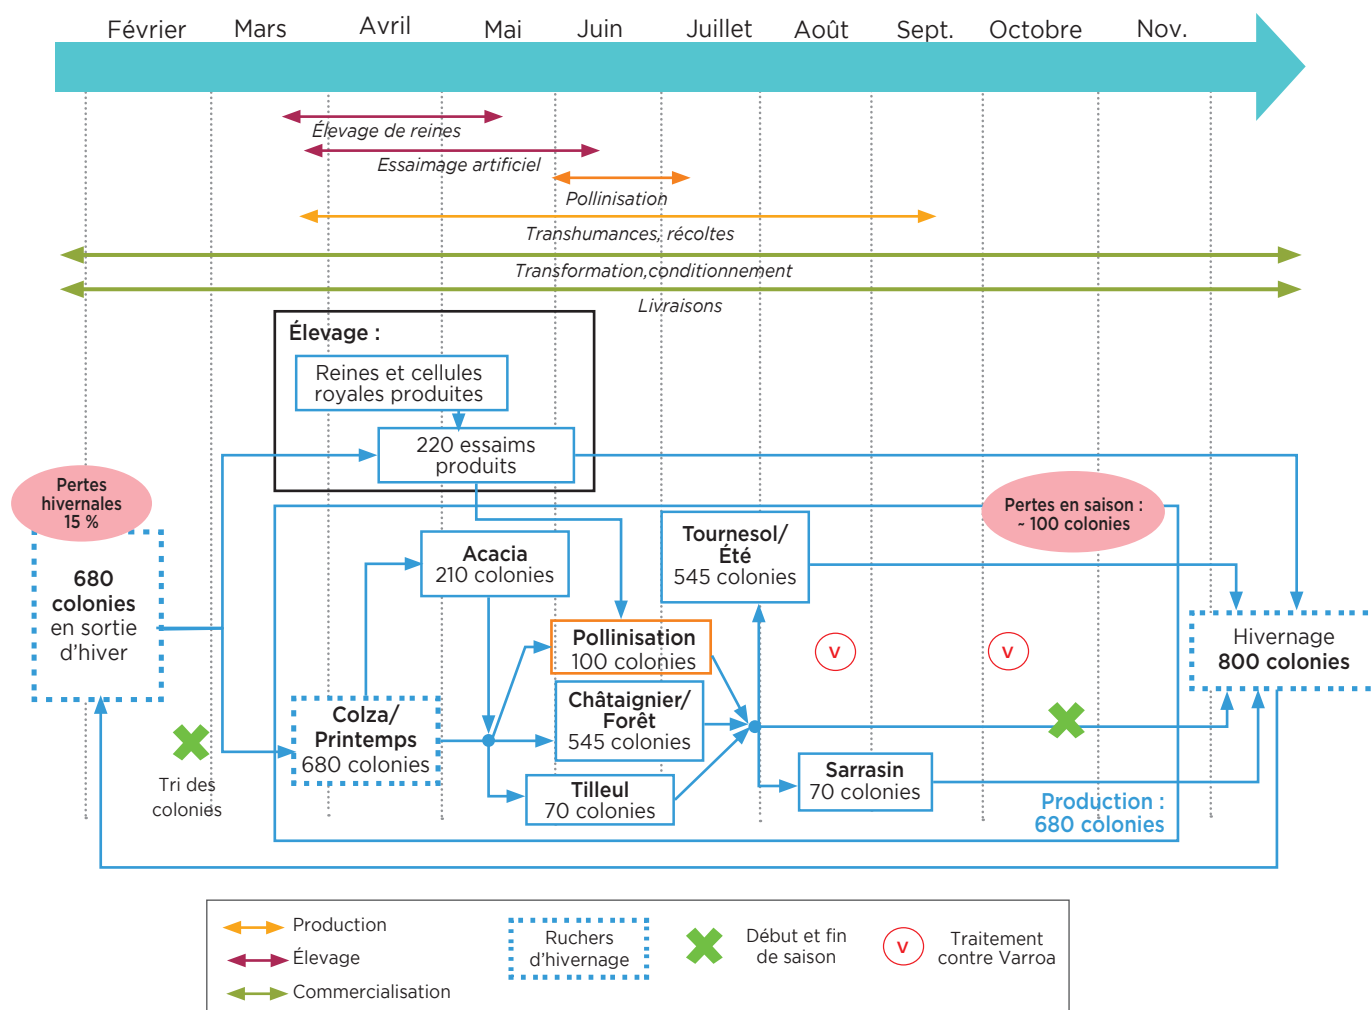 Février Mars Avril Mai Juin Juillet Août Sept. Octobre Nov.
Élevage de reines
Essaimage artificiel
Pollinisation
Transhumances, récoltes
Transformation,conditionnement
Livraisons
Élevage :
Reines et cellules
royales produites
220 essaims
produits
Pertes
hivernales
15 %
680
colonies
en sortie
d'hiver
Tri des
colonies
Colza/
Printemps
680 colonies
Acacia
210 colonies
Pollinisation
100 colonies
Châtaignier/
Forêt
545 colonies
Tilleul
70 colonies
Tournesol/
Été
545 colonies
Sarrasin
70 colonies
V
V
Pertes en saison :
~ 100 colonies
Production :
680 colonies
Hivernage
800 colonies
Production
Élevage
Commercialisation
Ruchers
d'hivernage
Début et fin
de saison
V
Traitement
contre Varroa